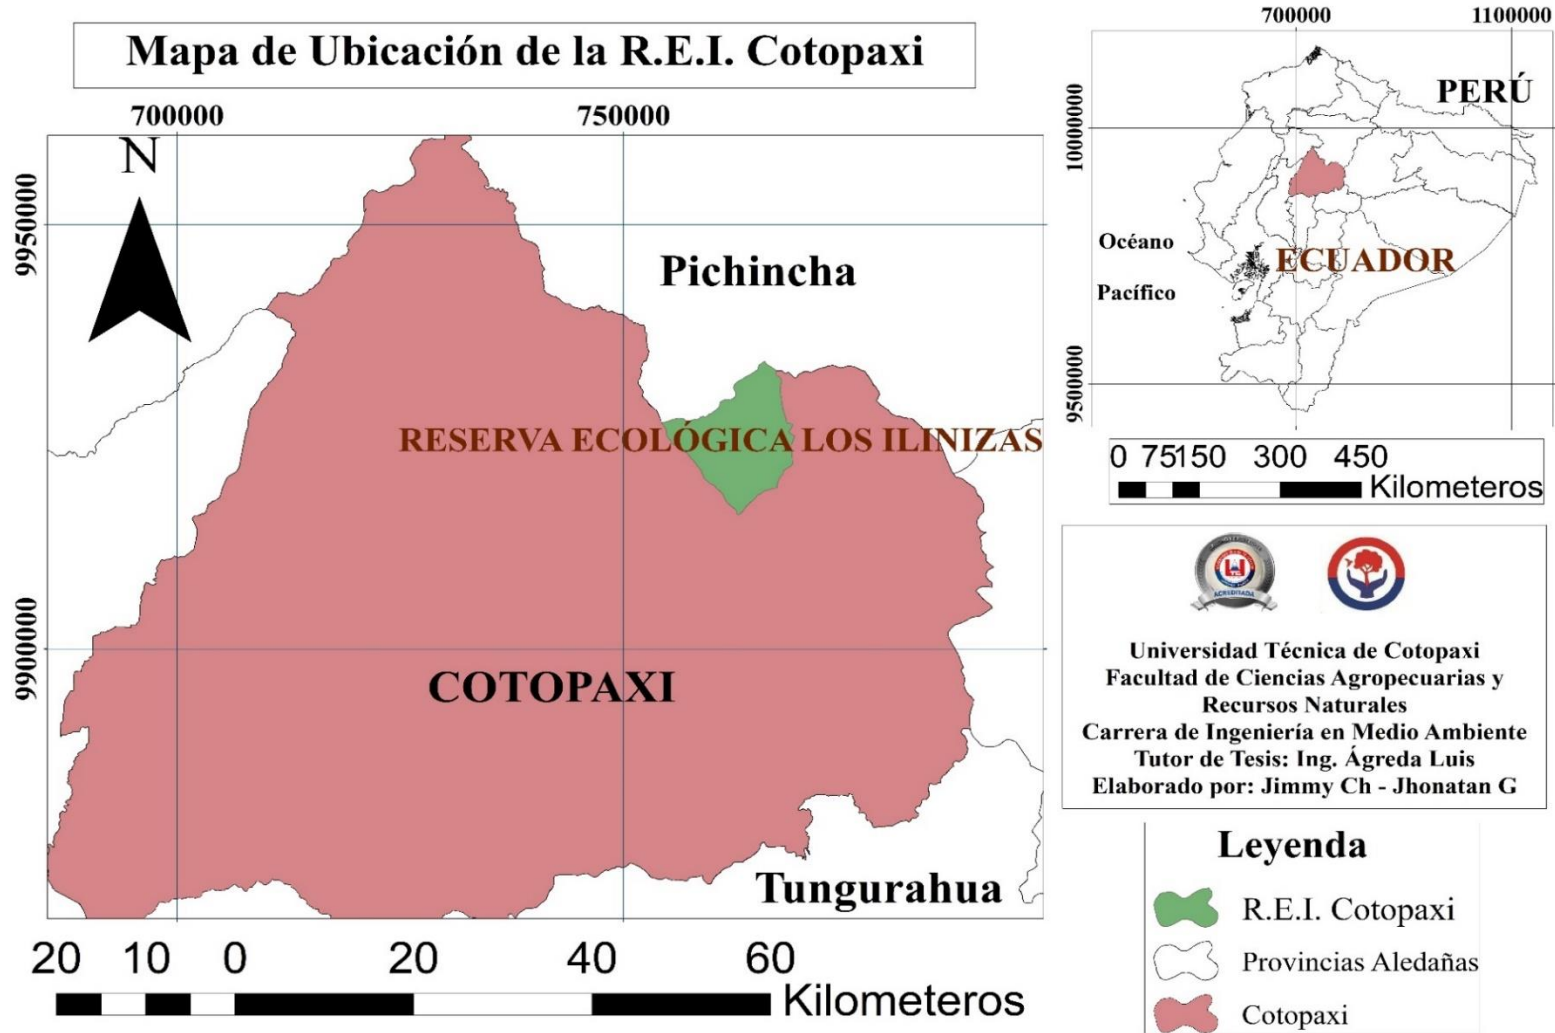 Mapa de Ubicación de la R.E.I. Cotopaxi
700000 750000
N
9950000
9900000
Pichincha
RESERVA ECOLÓGICA LOS ILINIZAS
COTOPAXI
Tungurahua
20 10 0 20 40 60
Kilometeros
700000 1100000
10000000
9500000
PERÚ
Océano
Pacífico
ECUADOR
0 75150 300 450
Kilometeros
ACREDITADA
Universidad Técnica de Cotopaxi
Facultad de Ciencias Agropecuarias y
Recursos Naturales
Carrera de Ingeniería en Medio Ambiente
Tutor de Tesis: Ing. Ágreda Luis
Elaborado por: Jimmy Ch - Jhonatan G
Leyenda
R.E.I. Cotopaxi
Provincias Aledañas
Cotopaxi